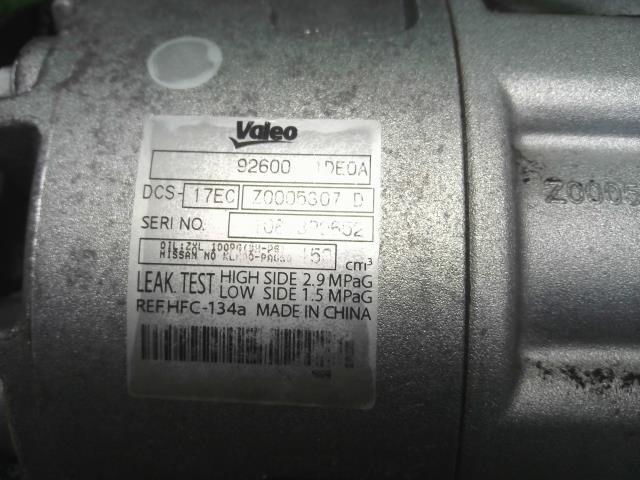 Valeo
92600 1DE0A
DCS- 17EC Z0005307 D
SERI NO.
150 cm³
LEAK. TEST HIGH SIDE 2.9 MPaG
LOW SIDE 1.5 MPaG
REF.HFC-134a MADE IN CHINA
Z0005